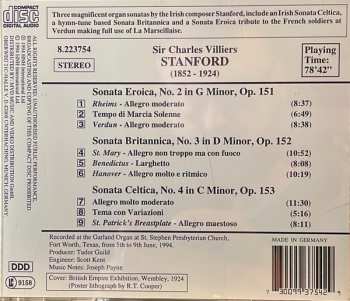 COMPACT
disc
DIGITAL AUDIO
Three magnificent organ sonatas by the Irish composer Stanford, include an Irish Sonata Celtica,
a hymn-tune based Sonata Britannica and a Sonata Eroica tribute to the French soldiers at
Verdun making full use of La Marseillaise.
8.223754
STEREO
Sir Charles Villiers
STANFORD
(1852 - 1924)
Playing
Time:
78'42"
Sonata Eroica, No. 2 in G Minor, Op. 151
1 Rheims - Allegro moderato (8:37)
2 Tempo di Marcia Solenne (9:49)
3 Verdun - Allegro moderato (8:38)
Sonata Britannica, No. 3 in D Minor, Op. 152
4 St. Mary - Allegro non troppo ma con fuoco (10:52)
5 Benedictus - Larghetto (8:08)
6 Hanover - Allegro molto e ritmico (9:16)
Sonata Celtica, No. 4 in C Minor, Op. 153
7 Allegro molto moderato (11:30)
8 Tema con Variazioni (5:16)
9 St. Patrick's Breastplate - Allegro maestoso (8:11)
Recorded at the Garland Organ at St. Stephen Presbyterian Church,
Fort Worth, Texas, from 5th to 9th June, 1994.
Producer: Tudor Guild
Engineer: Scott Kent
Music Notes: Joseph Payne
Cover: British Empire Exhibition, Wembley, 1924
(Poster lithograph by R.T. Cooper)
DDD
9158
MADE IN GERMANY